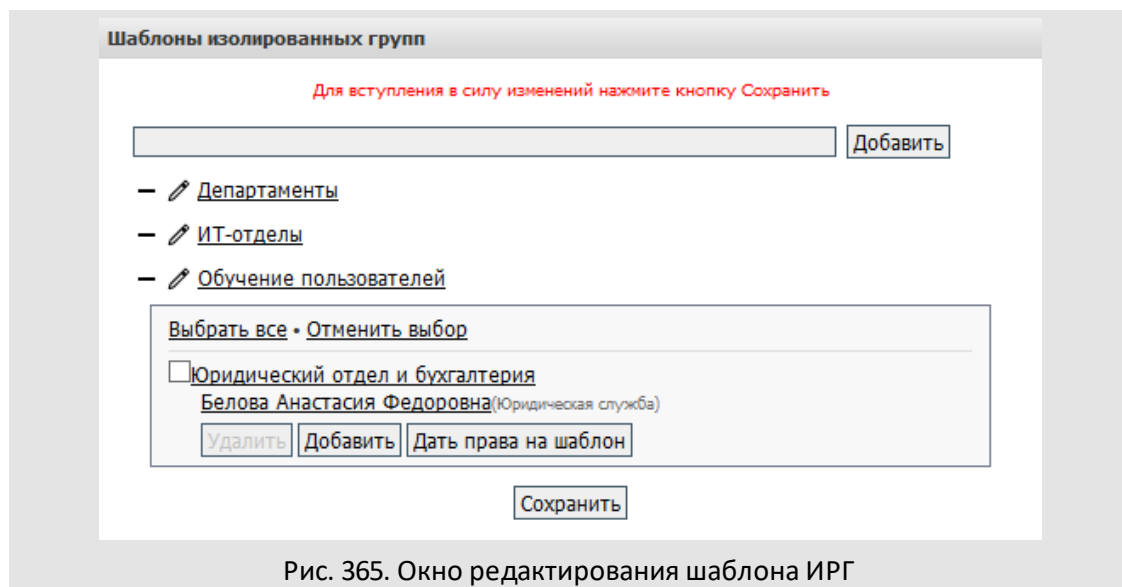 Шаблоны изолированных групп
Для вступления в силу изменений нажмите кнопку Сохранить
Добавить
Департаменты
ИТ-отделы
Обучение пользователей
Выбрать все • Отменить выбор
Юридический отдел и бухгалтерия
Белова Анастасия Федоровна(Юридическая служба)
Удалить Добавить Дать права на шаблон
Сохранить
Рис. 365. Окно редактирования шаблона ИРГ